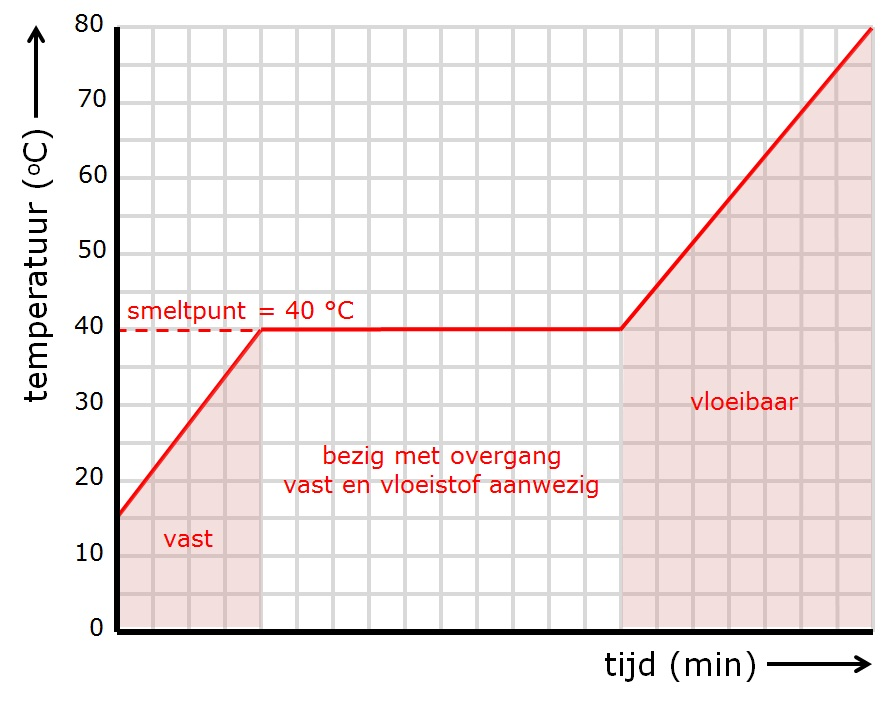 80
70
60
50
40
30
20
10
0
temperatuur (°C)
smeltpunt = 40 °C
vloeibaar
bezig met overgang
vast en vloeistof aanwezig
vast
tijd (min)